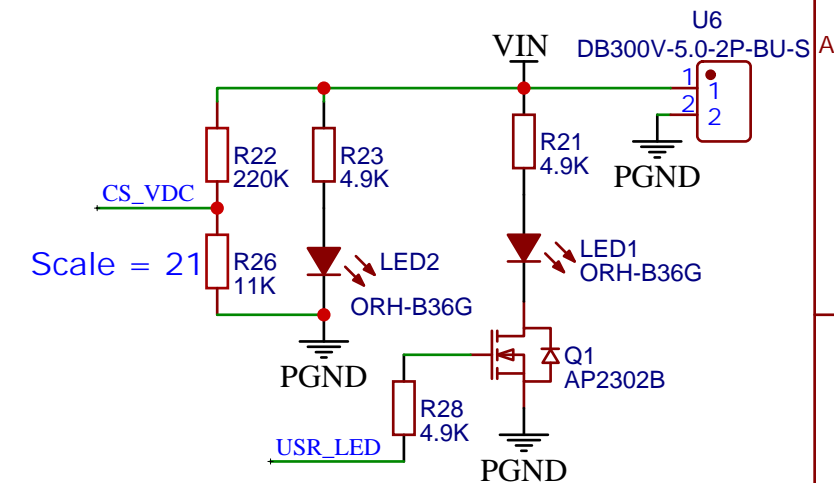 U6
VIN
DB300V-5.0-2P-BU-S
A
1
1
2
2
PGND
R22
220K
R23
4.9K
R21
4.9K
CS_VDC
Scale = 21
R26
11K
LED2
ORH-B36G
LED1
ORH-B36G
PGND
Q1
AP2302B
R28
4.9K
USR_LED
PGND